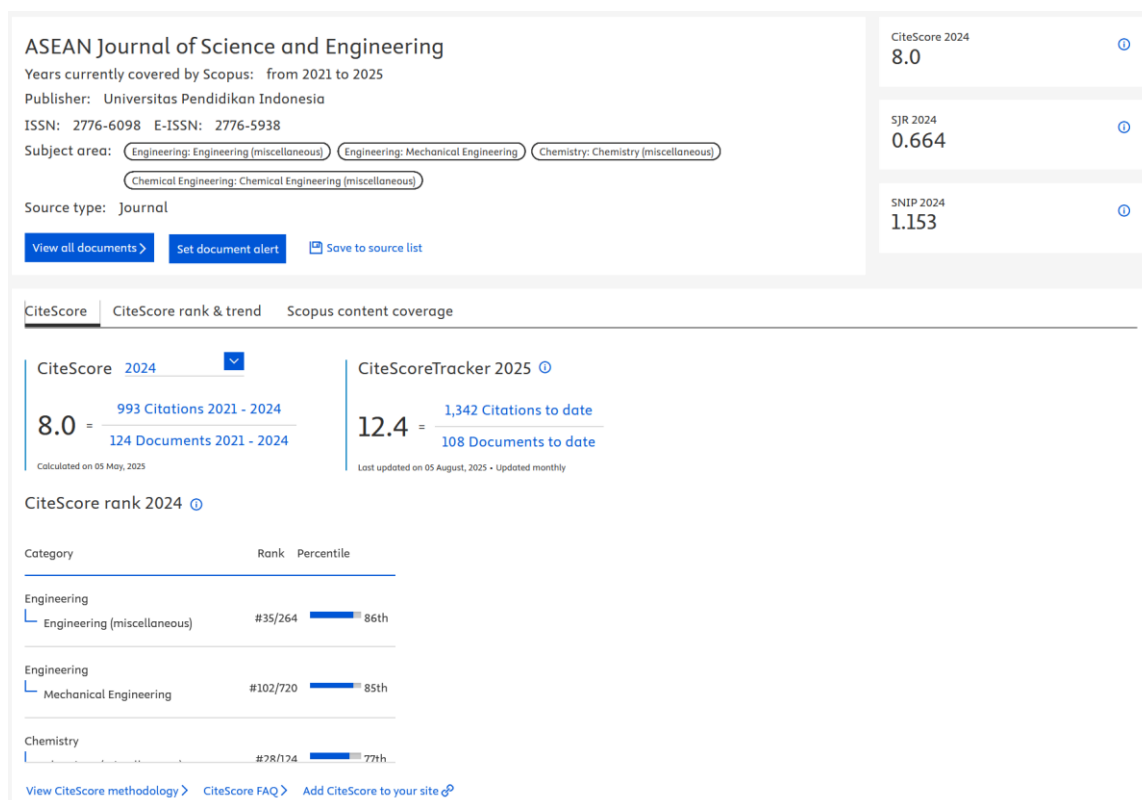 ASEAN Journal of Science and Engineering
Years currently covered by Scopus: from 2021 to 2025
Publisher: Universitas Pendidikan Indonesia
ISSN: 2776-6098 E-ISSN: 2776-5938
Subject area: Engineering: Engineering (miscellaneous) Engineering: Mechanical Engineering Chemistry: Chemistry (miscellaneous)
Chemical Engineering: Chemical Engineering (miscellaneous)
Source type: Journal
View all documents Set document alert Save to source list
CiteScore 2024
8.0
SJR 2024
0.664
SNIP 2024
1.153
CiteScore CiteScore rank & trend Scopus content coverage
CiteScore 2024
8.0 = 993 Citations 2021 - 2024
124 Documents 2021 - 2024
Calculated on 05 May, 2025
CiteScoreTracker 2025
12.4 = 1,342 Citations to date
108 Documents to date
Last updated on 05 August, 2025 • Updated monthly
CiteScore rank 2024
Category Rank Percentile
Engineering
Engineering (miscellaneous) #35/264 86th
Engineering
Mechanical Engineering #102/720 85th
Chemistry
#28/124 77th
View CiteScore methodology CiteScore FAQ Add CiteScore to your site